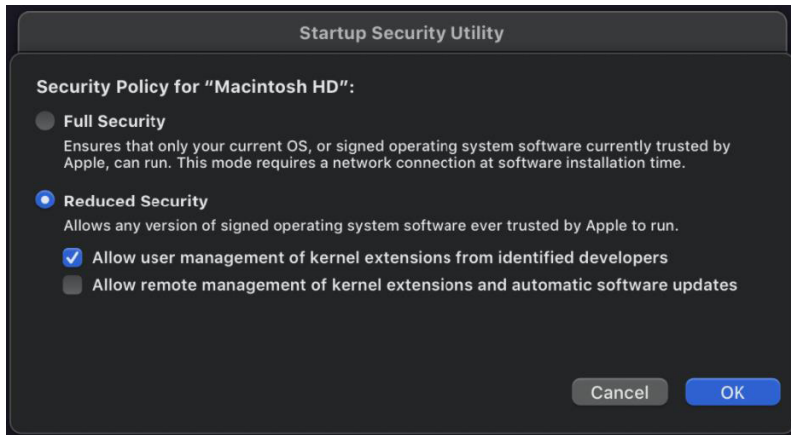 Startup Security Utility
Security Policy for “Macintosh HD”:
Full Security
Ensures that only your current OS, or signed operating system software currently trusted by
Apple, can run. This mode requires a network connection at software installation time.
Reduced Security
Allows any version of signed operating system software ever trusted by Apple to run.
Allow user management of kernel extensions from identified developers
Allow remote management of kernel extensions and automatic software updates
Cancel OK